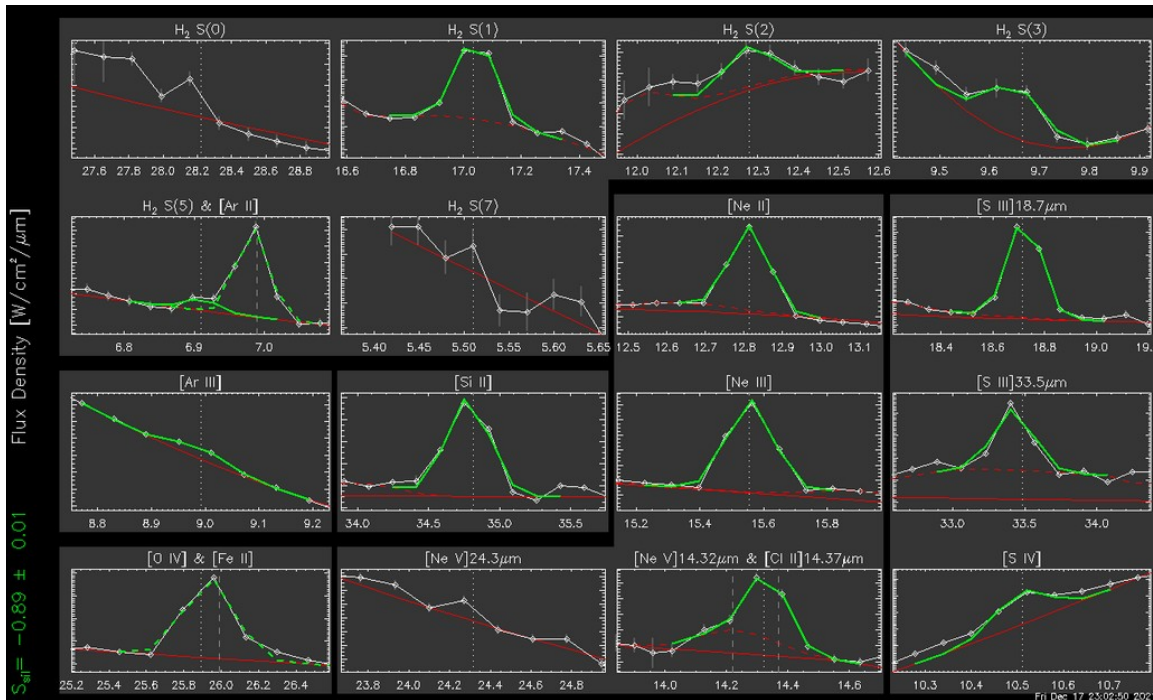 H₂ S(0) H₂ S(1) H₂ S(2) H₂ S(3)
27.6 27.8 28.0 28.2 28.4 28.6 28.8 16.6 16.8 17.0 17.2 17.4 12.0 12.1 12.2 12.3 12.4 12.5 12.6 9.5 9.6 9.7 9.8 9.9
H₂ S(5) & [Ar II] H₂ S(7) [Ne II] [S III]18.7μm
6.8 6.9 7.0 5.40 5.45 5.50 5.55 5.60 5.65 12.5 12.6 12.7 12.8 12.9 13.0 13.1 18.4 18.6 18.8 19.0 19.
[Ar III] [Si II] [Ne III] [S III]33.5μm
8.8 8.9 9.0 9.1 9.2 34.0 34.5 35.0 35.5 15.2 15.4 15.6 15.8 33.0 33.5 34.0
[O IV] & [Fe II] [Ne V]24.3μm [Ne V]14.32μm & [Cl II]14.37μm [S IV]
25.2 25.4 25.6 25.8 26.0 26.2 26.4 23.8 24.0 24.2 24.4 24.6 24.8 14.0 14.2 14.4 14.6 10.3 10.4 10.5 10.6 10.7
Fri Dec 17 23:02:50 202
S_sil= −0.89 ± 0.01 Flux Density [W/cm²/μm]